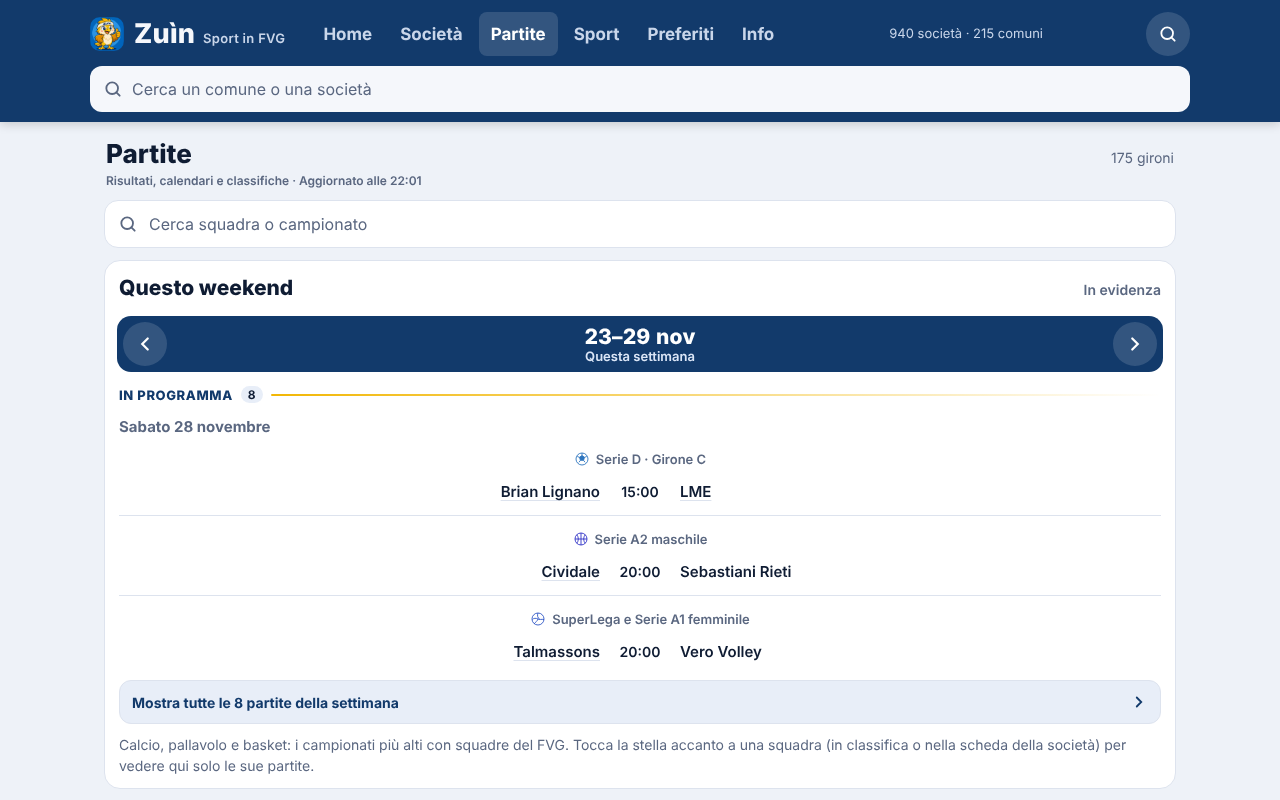 Zuìn Sport in FVG Home Società Partite Sport Preferiti Info 940 società · 215 comuni
Cerca un comune o una società
Partite 175 gironi
Risultati, calendari e classifiche · Aggiornato alle 22:01
Cerca squadra o campionato
Questo weekend In evidenza
23–29 nov
Questa settimana
IN PROGRAMMA 8
Sabato 28 novembre
Serie D · Girone C
Brian Lignano 15:00 LME
Serie A2 maschile
Cividale 20:00 Sebastiani Rieti
SuperLega e Serie A1 femminile
Talmassons 20:00 Vero Volley
Mostra tutte le 8 partite della settimana
Calcio, pallavolo e basket: i campionati più alti con squadre del FVG. Tocca la stella accanto a una squadra (in classifica o nella scheda della società) per
vedere qui solo le sue partite.